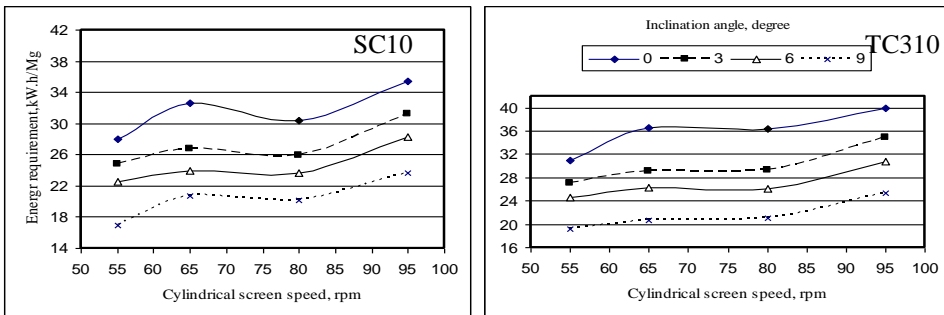 SC10
Energr requirement,kW.h/Mg
42
38
34
30
26
22
18
14
50 55 60 65 70 75 80 85 90 95 100
Cylindrical screen speed, rpm
TC310
Inclination angle, degree
0 3 6 9
40
36
32
28
24
20
16
50 55 60 65 70 75 80 85 90 95 100
Cylindrical screen speed, rpm